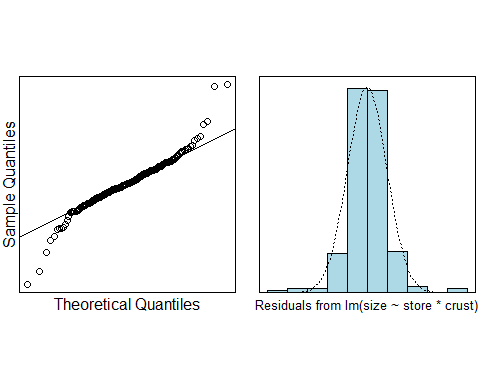 Sample Quantiles
Theoretical Quantiles
Residuals from lm(size ~ store * crust)